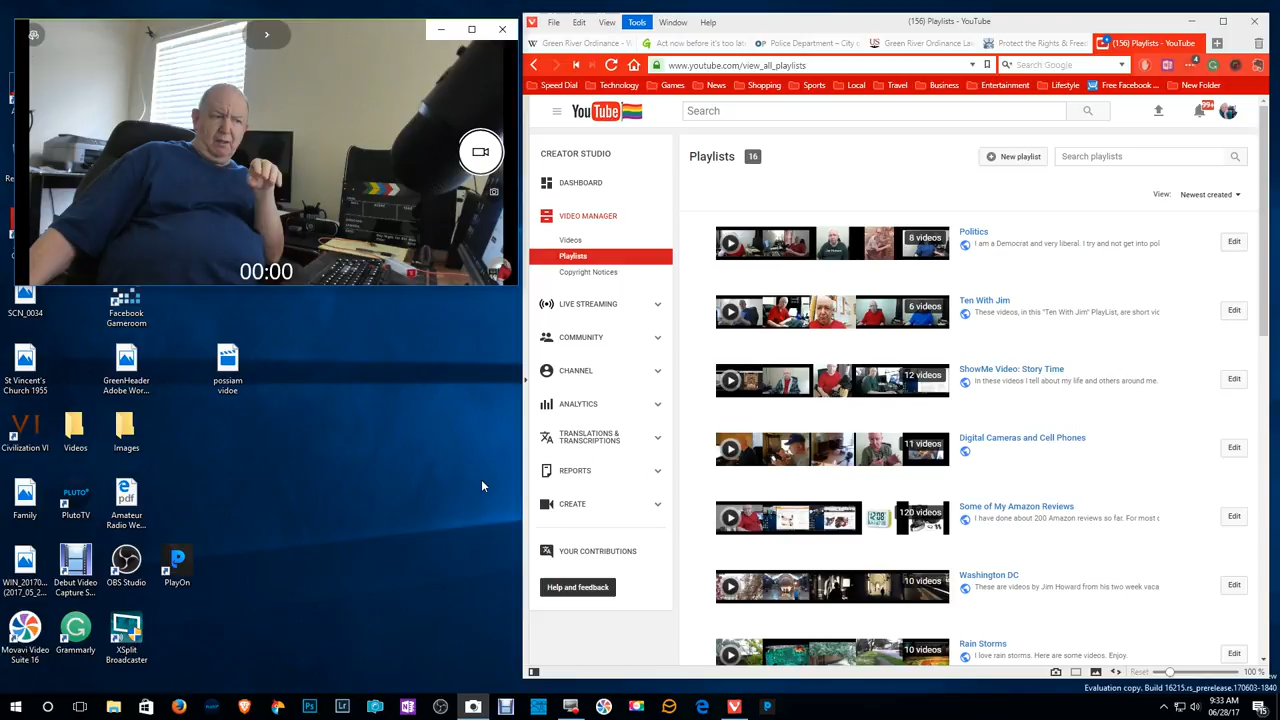 00:00
SCN_0034
Facebook
Gameroom
St Vincent's
Church 1955
GreenHeader
Adobe Wor...
possiam
vidoe
Civilization VI
Videos
Images
Family
PlutoTV
Amateur
Radio We...
WIN_20170...
(2017_05_2...
Debut Video
Capture S...
OBS Studio
PlayOn
Movavi Video
Suite 16
Grammarly
XSplit
Broadcaster
File Edit View Tools Window Help
(156) Playlists - YouTube
Green River Ordinance - Vi
Act now before it's too late
Police Department – City o
Green River Ordinance Law
Protect the Rights & Free
(156) Playlists - YouTube
www.youtube.com/view_all_playlists
Search Google
Speed Dial Technology Games News Shopping Sports Local Travel Business Entertainment Lifestyle Free Facebook ... New Folder
YouTube
Search
99+
CREATOR STUDIO
DASHBOARD
VIDEO MANAGER
Videos
Playlists
Copyright Notices
LIVE STREAMING
COMMUNITY
CHANNEL
ANALYTICS
TRANSLATIONS &
TRANSCRIPTIONS
REPORTS
CREATE
YOUR CONTRIBUTIONS
Help and feedback
Playlists 16
New playlist
Search playlists
View: Newest created
8 videos
Politics
I am a Democrat and very liberal. I try and not get into pol
Edit
6 videos
Ten With Jim
These videos, in this "Ten With Jim" PlayList, are short vic
Edit
12 videos
ShowMe Video: Story Time
In these videos I tell about my life and others around me.
Edit
11 videos
Digital Cameras and Cell Phones
Edit
120 videos
Some of My Amazon Reviews
I have done about 200 Amazon reviews so far. For most c
Edit
10 videos
Washington DC
These are videos by Jim Howard from his two week vaca
Edit
10 videos
Rain Storms
I love rain storms. Here are some videos. Enjoy.
Edit
Reset 100 %
Evaluation copy. Build 16215.rs_prerelease.170603-1840
9:33 AM
06/28/17